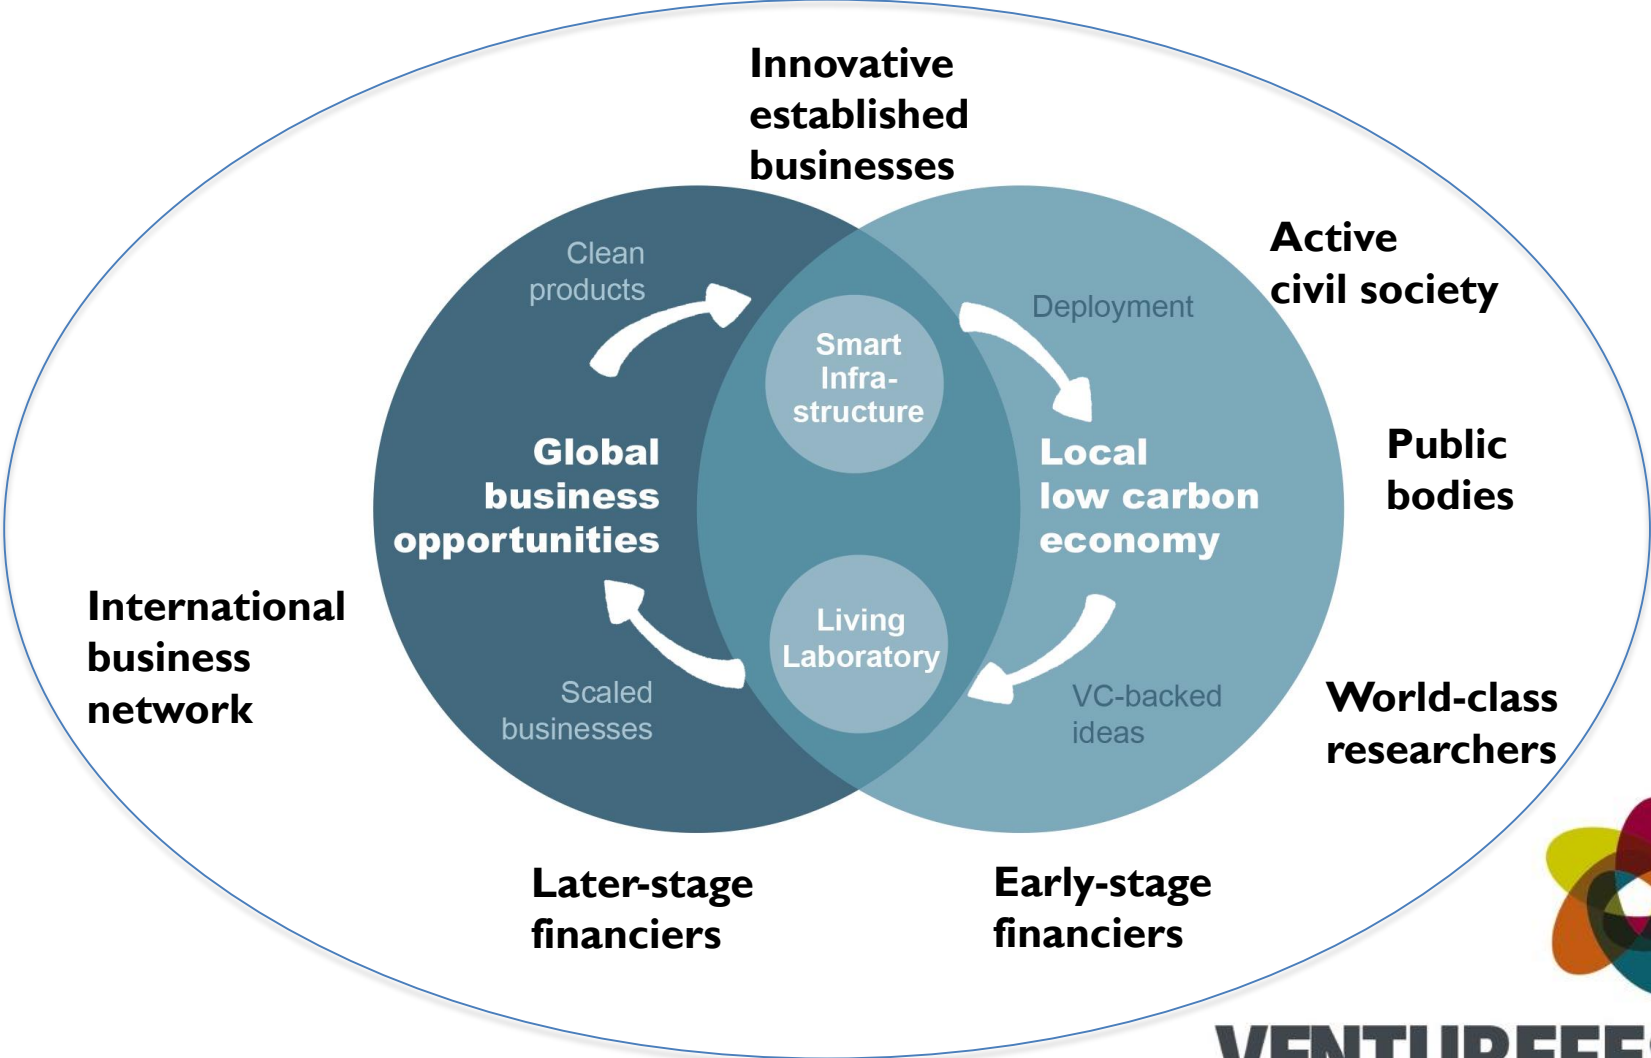 Innovative
established
businesses
Active
civil society
Clean
products
Deployment
Smart
Infra-
structure
Global
business
opportunities
Local
low carbon
economy
Public
bodies
International
business
network
Living
Laboratory
Scaled
businesses
VC-backed
ideas
World-class
researchers
Later-stage
financiers
Early-stage
financiers